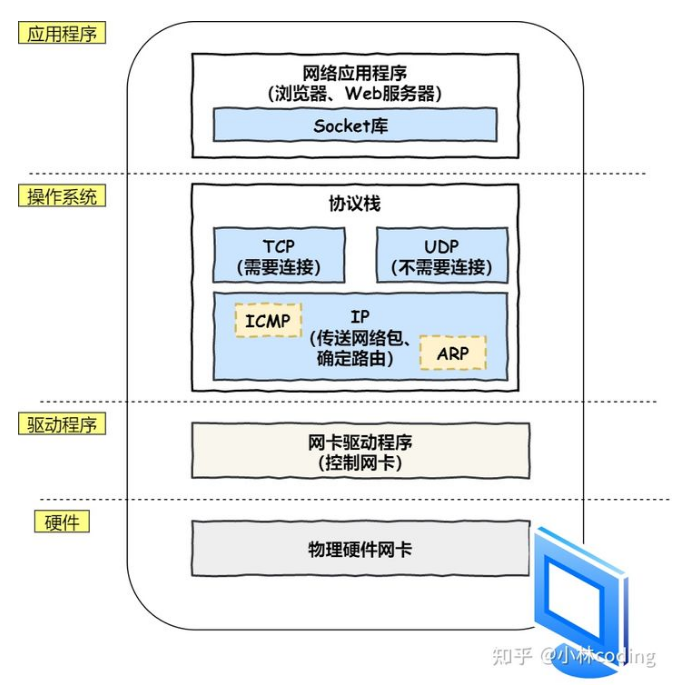 应用程序
网络应用程序
(浏览器、Web服务器)
Socket库
操作系统
协议栈
TCP
(需要连接)
UDP
(不需要连接)
ICMP
IP
(传送网络包、
确定路由)
ARP
驱动程序
网卡驱动程序
(控制网卡)
硬件
物理硬件网卡
知乎 @小林coding